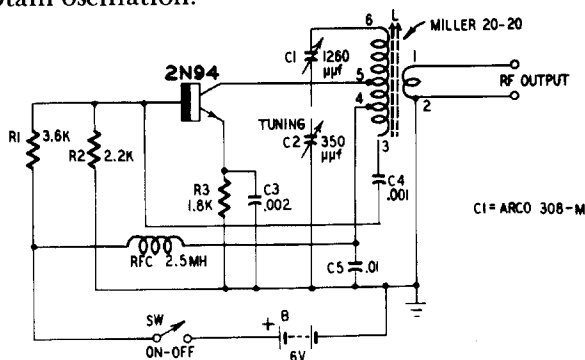 otain oscillation.
6
L
MILLER 20-20
C1
1260
μμf
1
2N94
5
RF OUTPUT
4
2
TUNING
C2
350
μμf
R1
3.6K
R2
2.2K
3
C4
.001
R3
1.8K
C3
.002
C1 = ARCO 308-M
RFC 2.5MH
C5
.01
SW
+
B
ON-OFF
6V